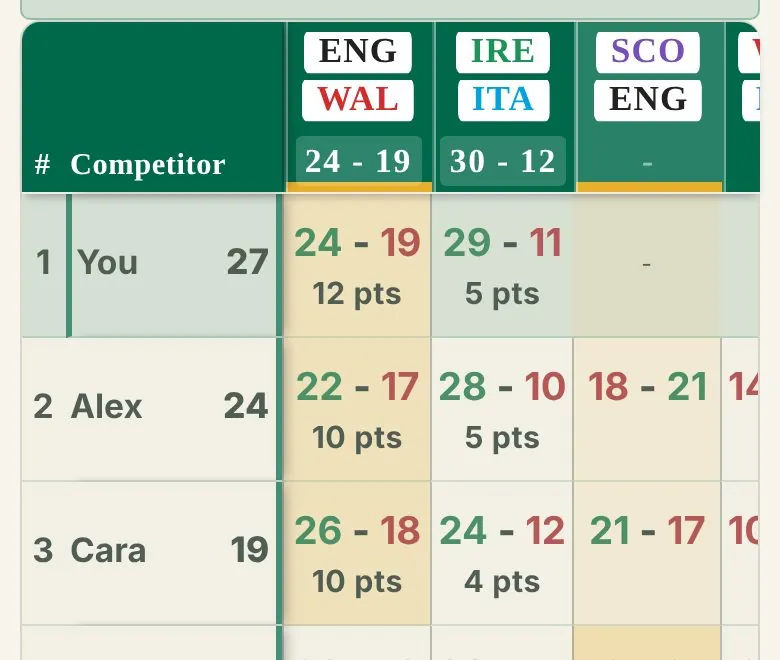 ENG IRE SCO
WAL ITA ENG
# Competitor 24 - 19 30 - 12 -
1 You 27 24 - 19 29 - 11 -
12 pts 5 pts
2 Alex 24 22 - 17 28 - 10 18 - 21 14
10 pts 5 pts
3 Cara 19 26 - 18 24 - 12 21 - 17 10
10 pts 4 pts